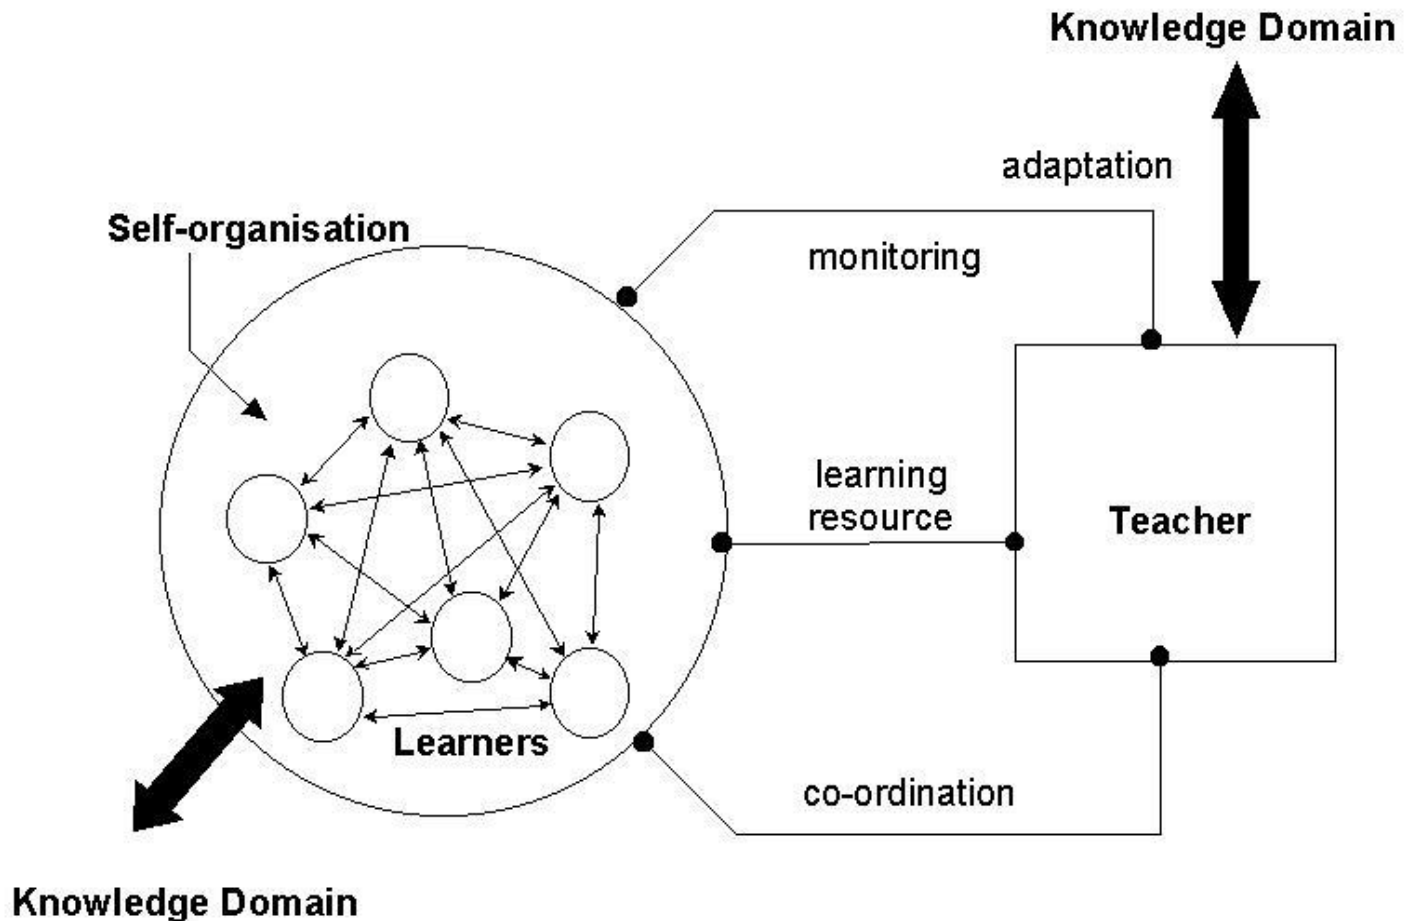 Knowledge Domain
adaptation
Self-organisation
monitoring
learning
resource
Teacher
Learners
co-ordination
Knowledge Domain